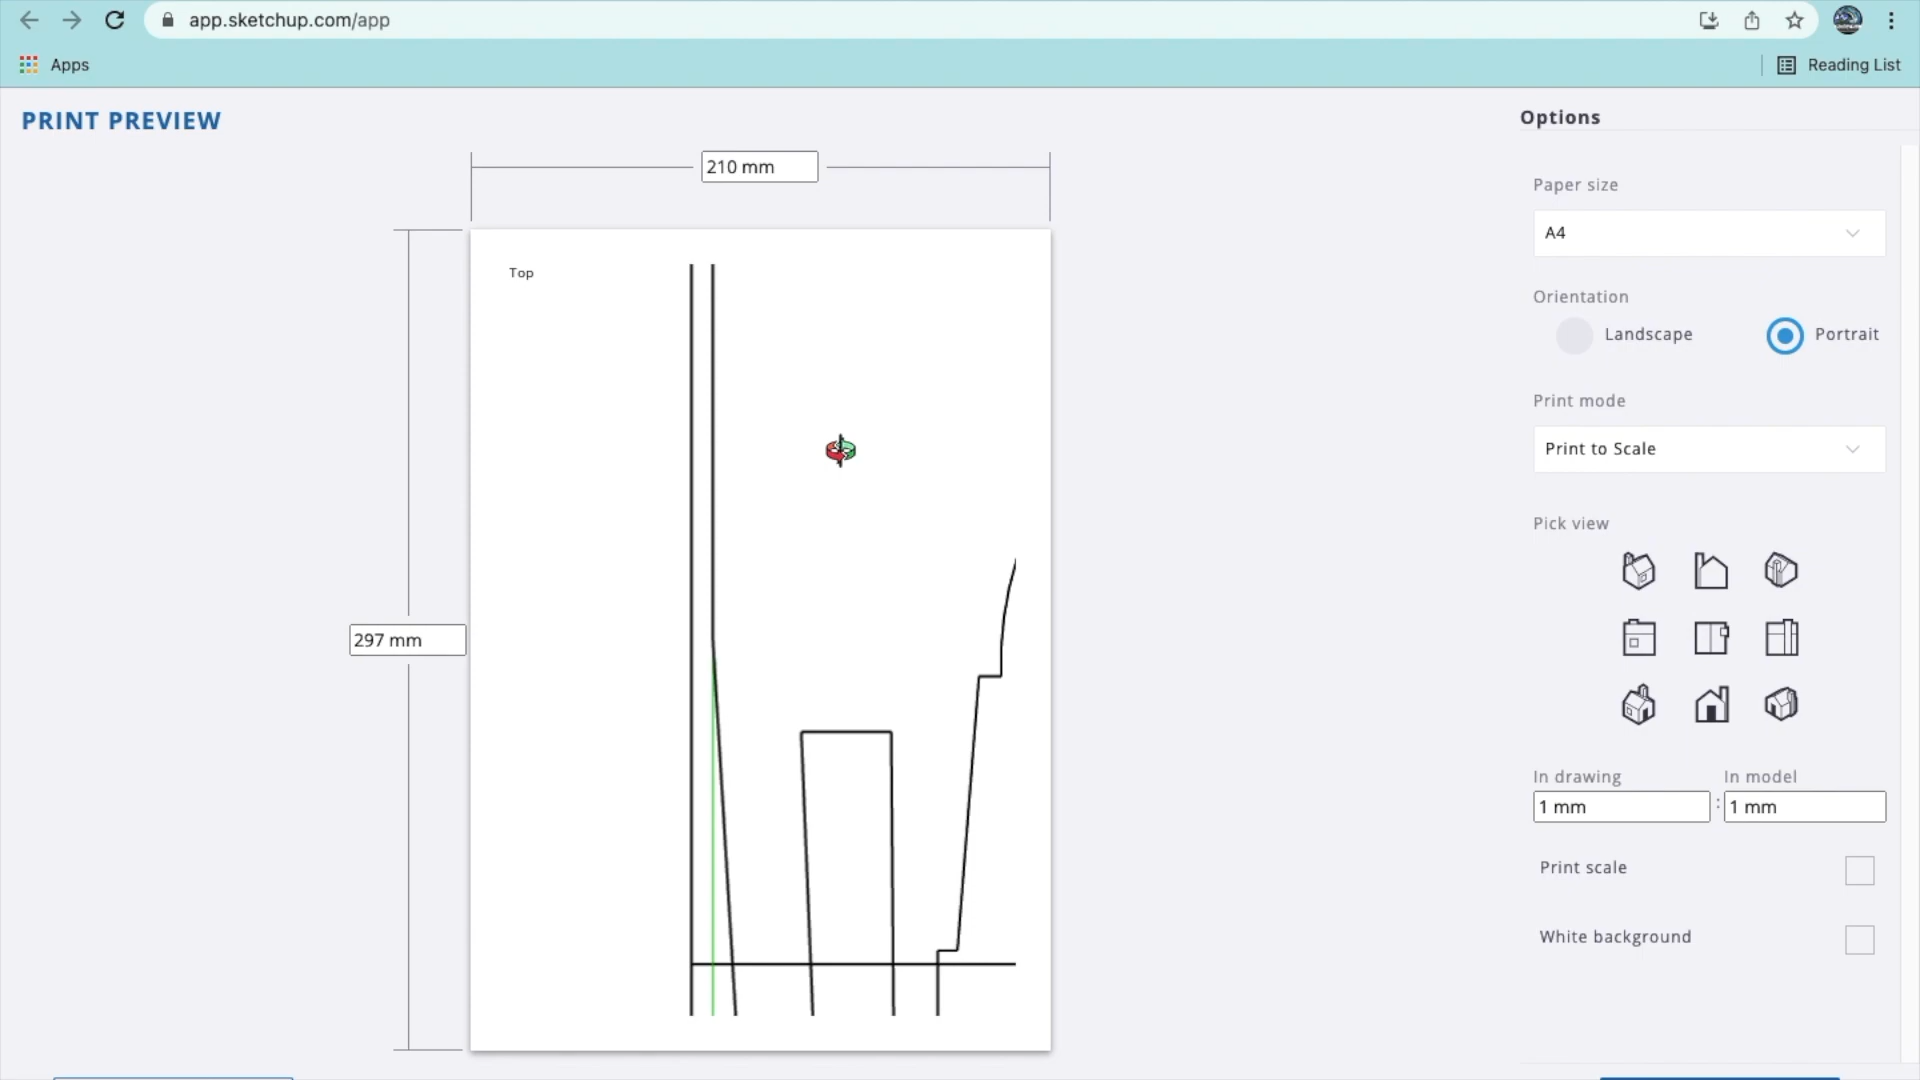 app.sketchup.com/app
Apps
Reading List
PRINT PREVIEW
Options
210 mm
Paper size
A4
Top
Orientation
Landscape
Portrait
Print mode
Print to Scale
Pick view
297 mm
In drawing
In model
1 mm
:
1 mm
Print scale
White background